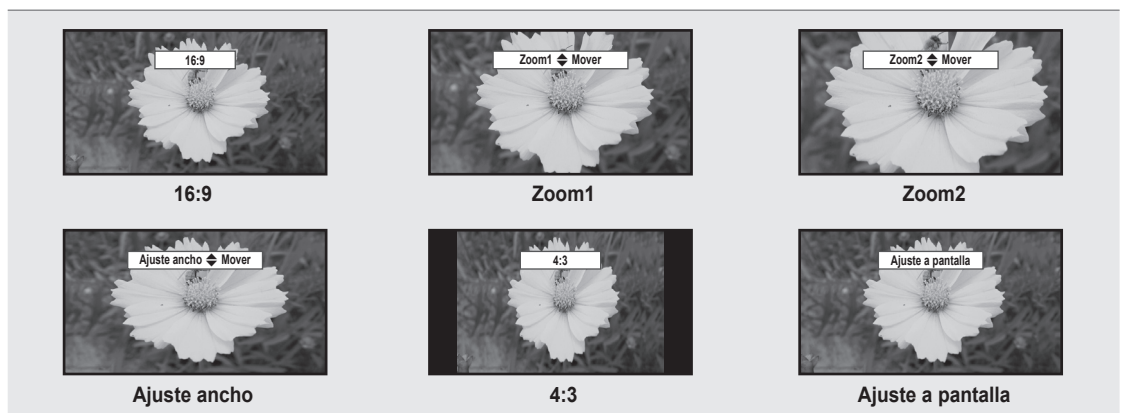 16:9
Zoom1 Mover
Zoom2 Mover
16:9
Zoom1
Zoom2
Ajuste ancho Mover
4:3
Ajuste a pantalla
Ajuste ancho
4:3
Ajuste a pantalla